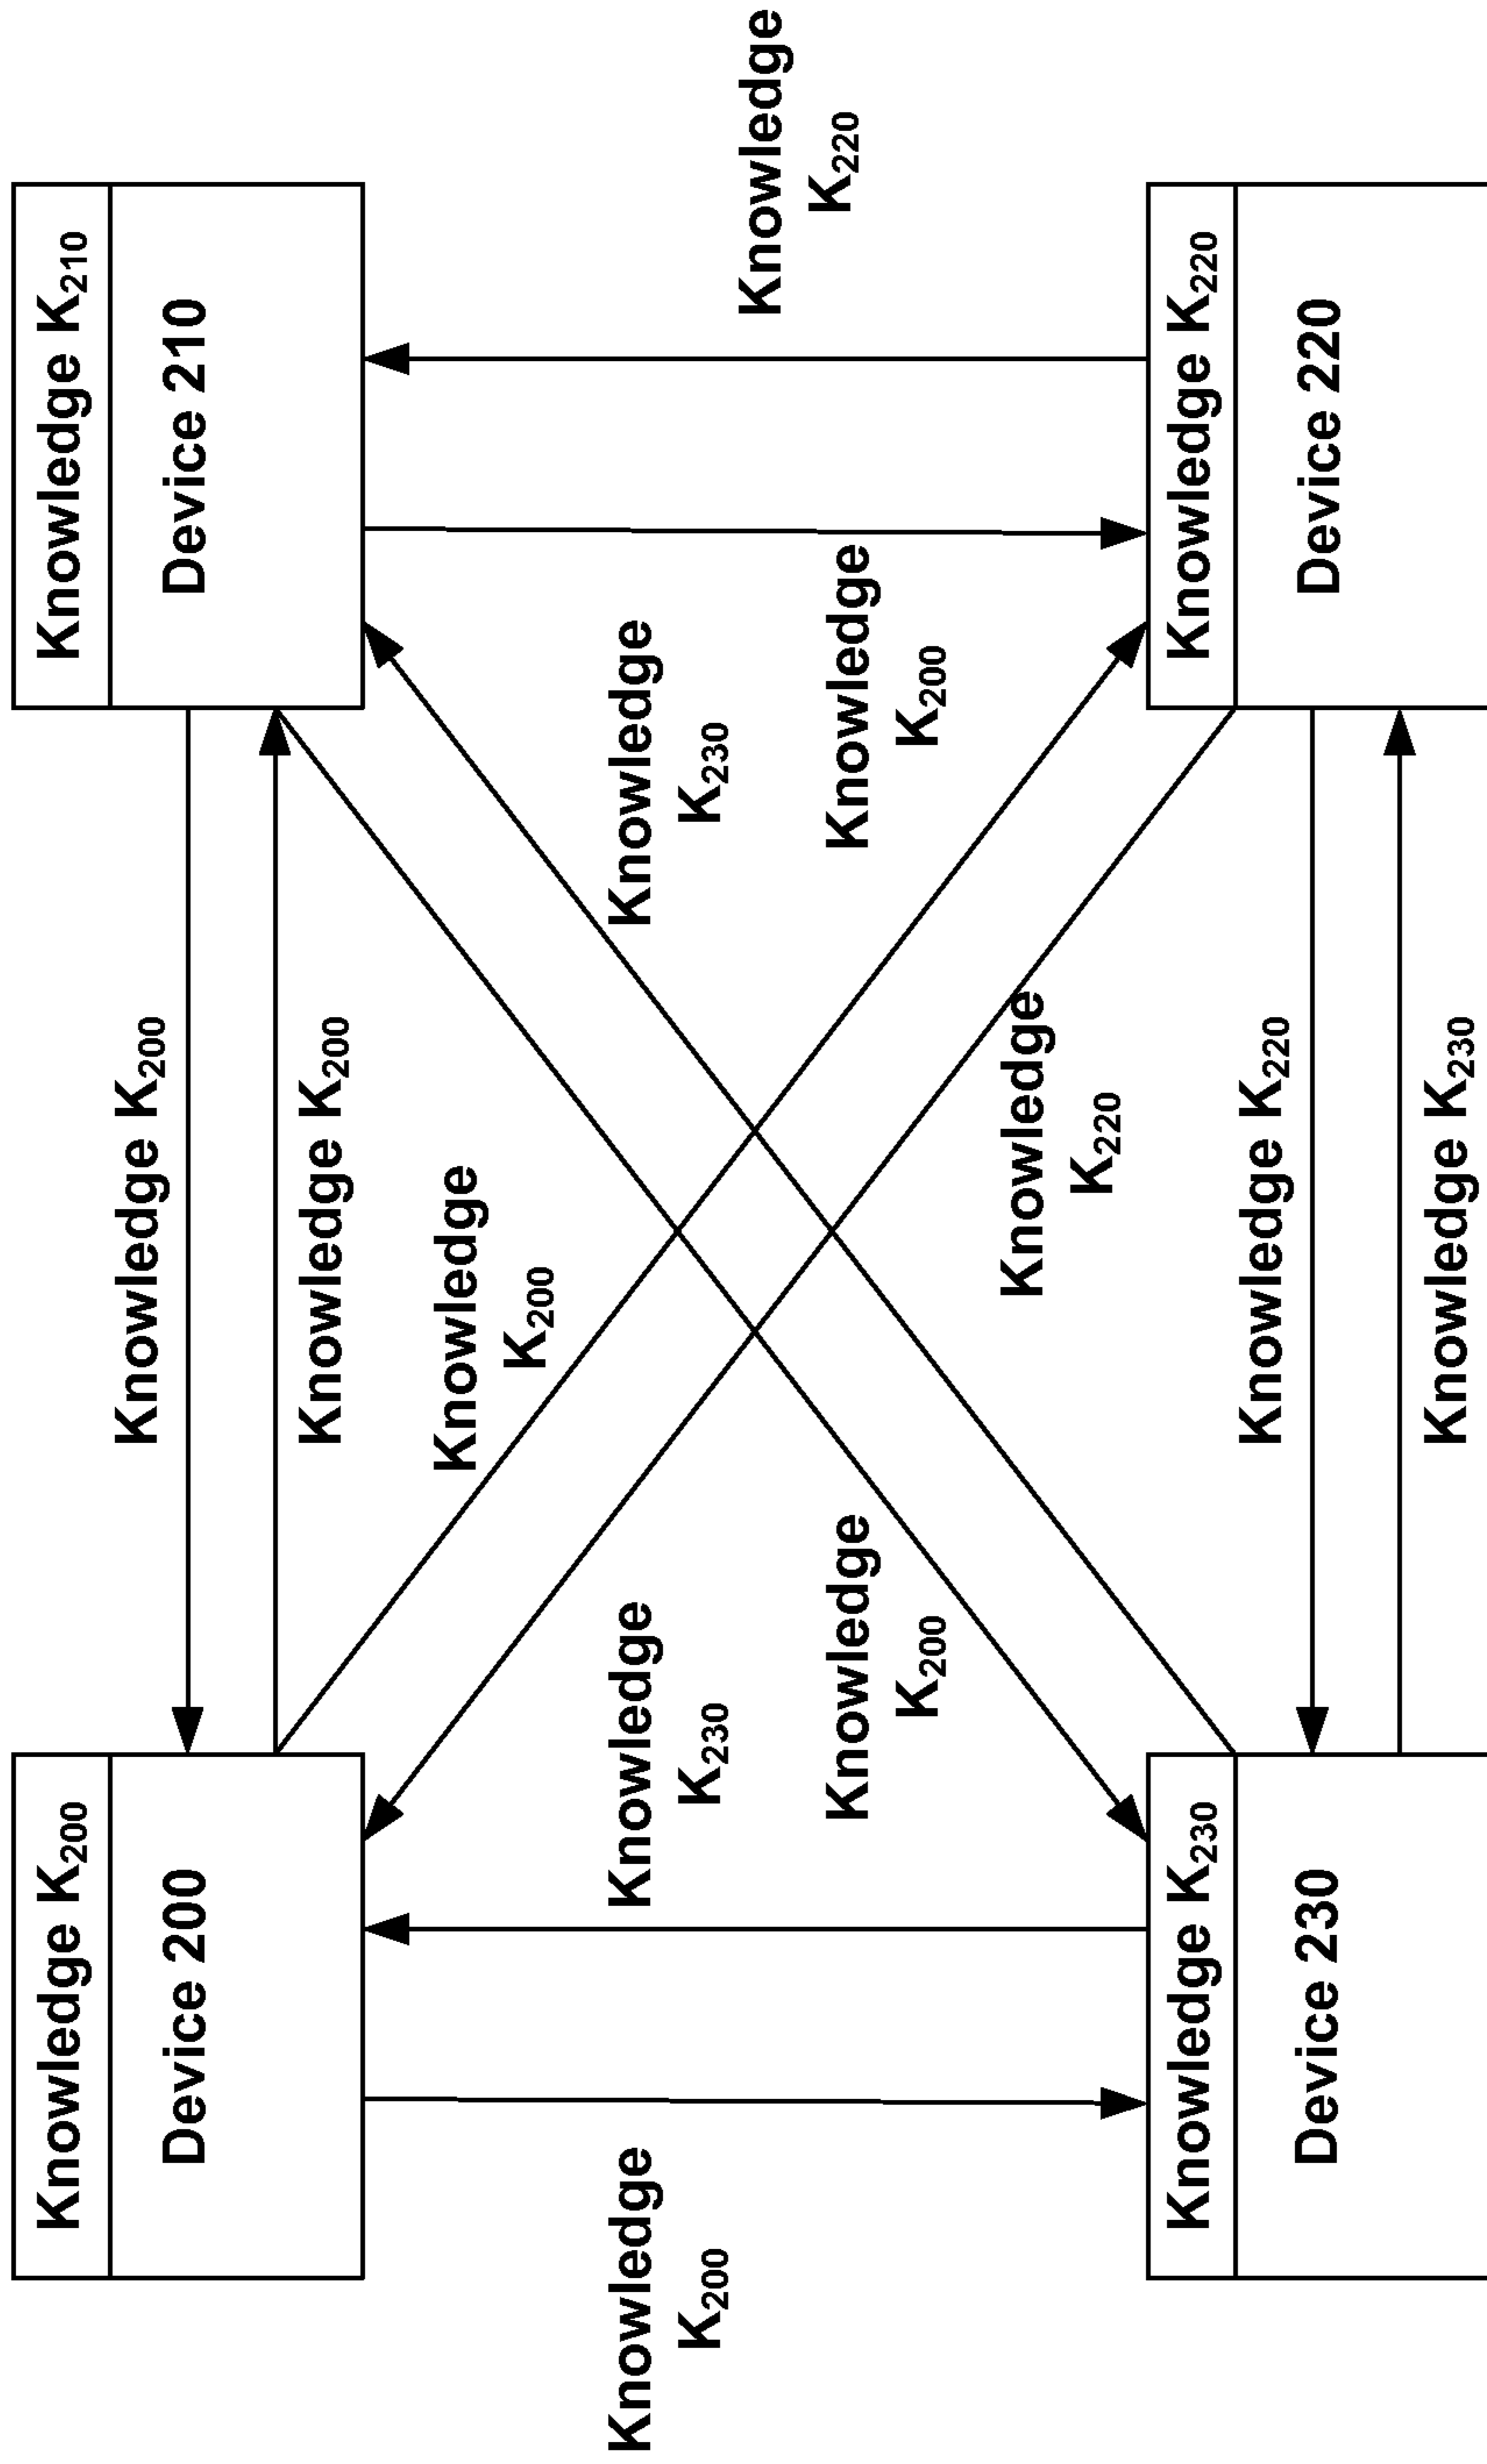 Knowledge K₂₀₀
Device 200
Knowledge K₂₁₀
Device 210
Knowledge K₂₀₀
Knowledge K₂₀₀
Knowledge
K₂₀₀
Knowledge
K₂₀₀
Knowledge
K₂₃₀
Knowledge
K₂₃₀
Knowledge
K₂₂₀
Knowledge
K₂₀₀
Knowledge
K₂₀₀
Knowledge
K₂₂₀
Knowledge K₂₃₀
Device 230
Knowledge K₂₂₀
Knowledge K₂₃₀
Knowledge K₂₂₀
Device 220